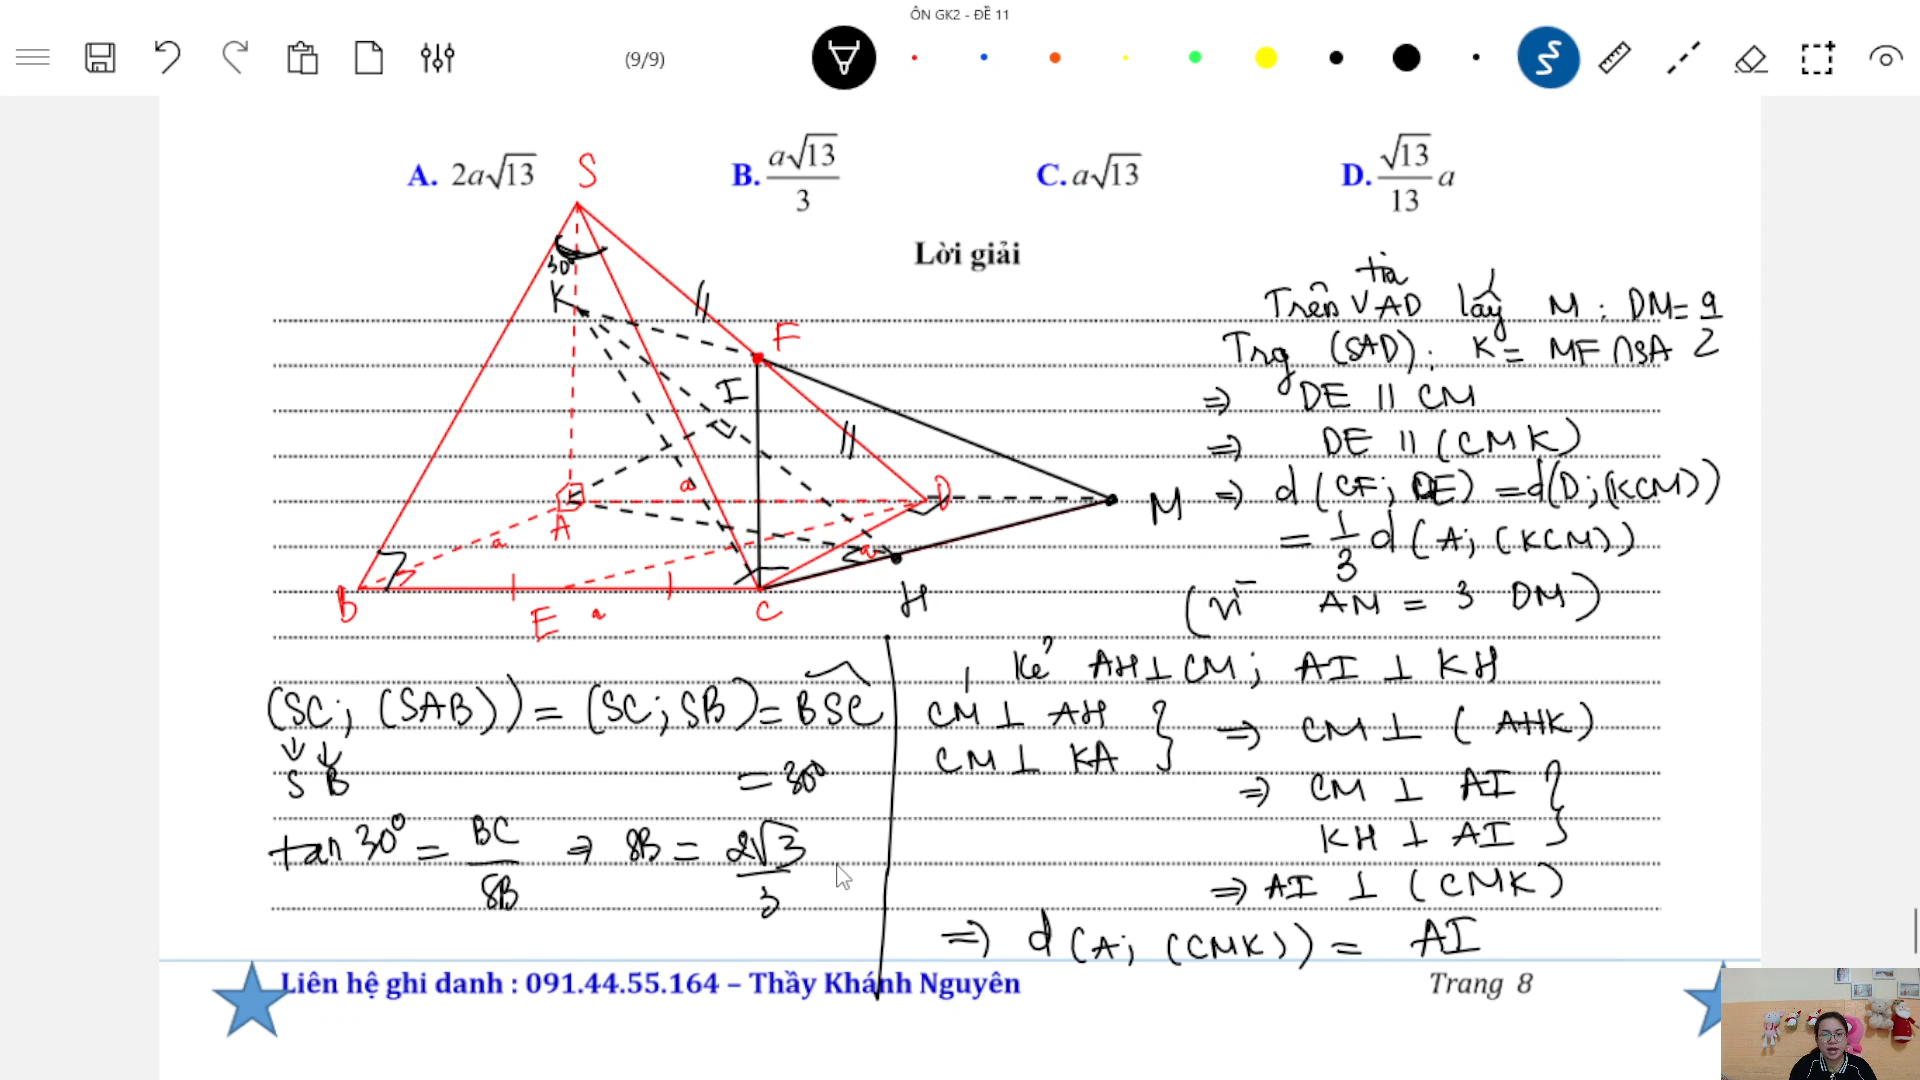 ÔN GK2 - ĐỀ 11
(9/9)
A. 2a√13 B. a√13/3 C. a√13 D. √13/13 a
S
Lời giải
30°
K
F
I
a
D
A
a
M
a
B
E
a
C
H
tia
Trên ∨ AD lấy M : DM = a/2
Trg (SAD): K = MF ∩ SA
⇒ DE || CM
⇒ DE || (CMK)
⇒ d(CF; DE) = d(D; (KCM))
= 1/3 d(A; (KCM))
(vì AM = 3 DM)
(SC; (SAB)) = (SC; SB) = BSC
S B = 30°
tan 30° = BC/SB ⇒ SB = 2√3/3
Kẻ AH ⊥ CM; AI ⊥ KH
CM ⊥ AH } ⇒ CM ⊥ (AHK)
CM ⊥ KA
⇒ CM ⊥ AI }
KH ⊥ AI
⇒ AI ⊥ (CMK)
⇒ d(A; (CMK)) = AI
Liên hệ ghi danh : 091.44.55.164 – Thầy Khánh Nguyên
Trang 8